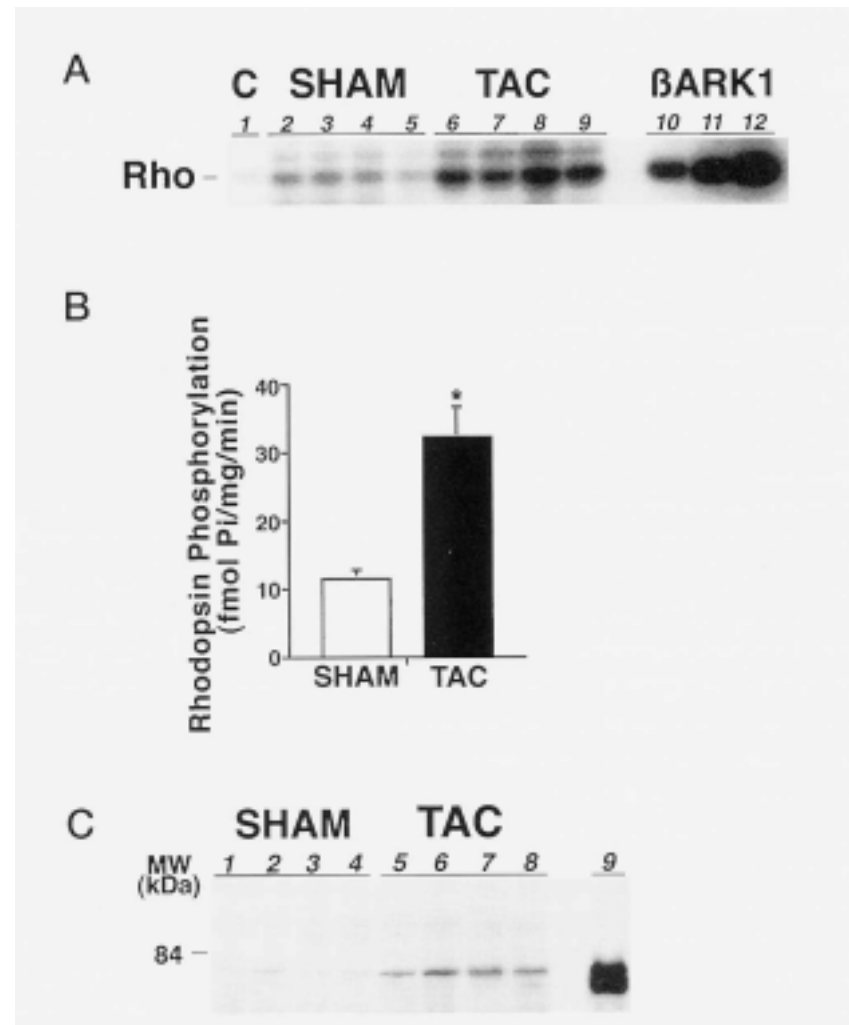 A
C SHAM TAC ßARK1
1 2 3 4 5 6 7 8 9 10 11 12
Rho
B
Rhodopsin Phosphorylation
(fmol Pi/mg/min)
40
*
30
20
10
0
SHAM TAC
C
SHAM TAC
MW
(kDa)
1 2 3 4 5 6 7 8 9
84